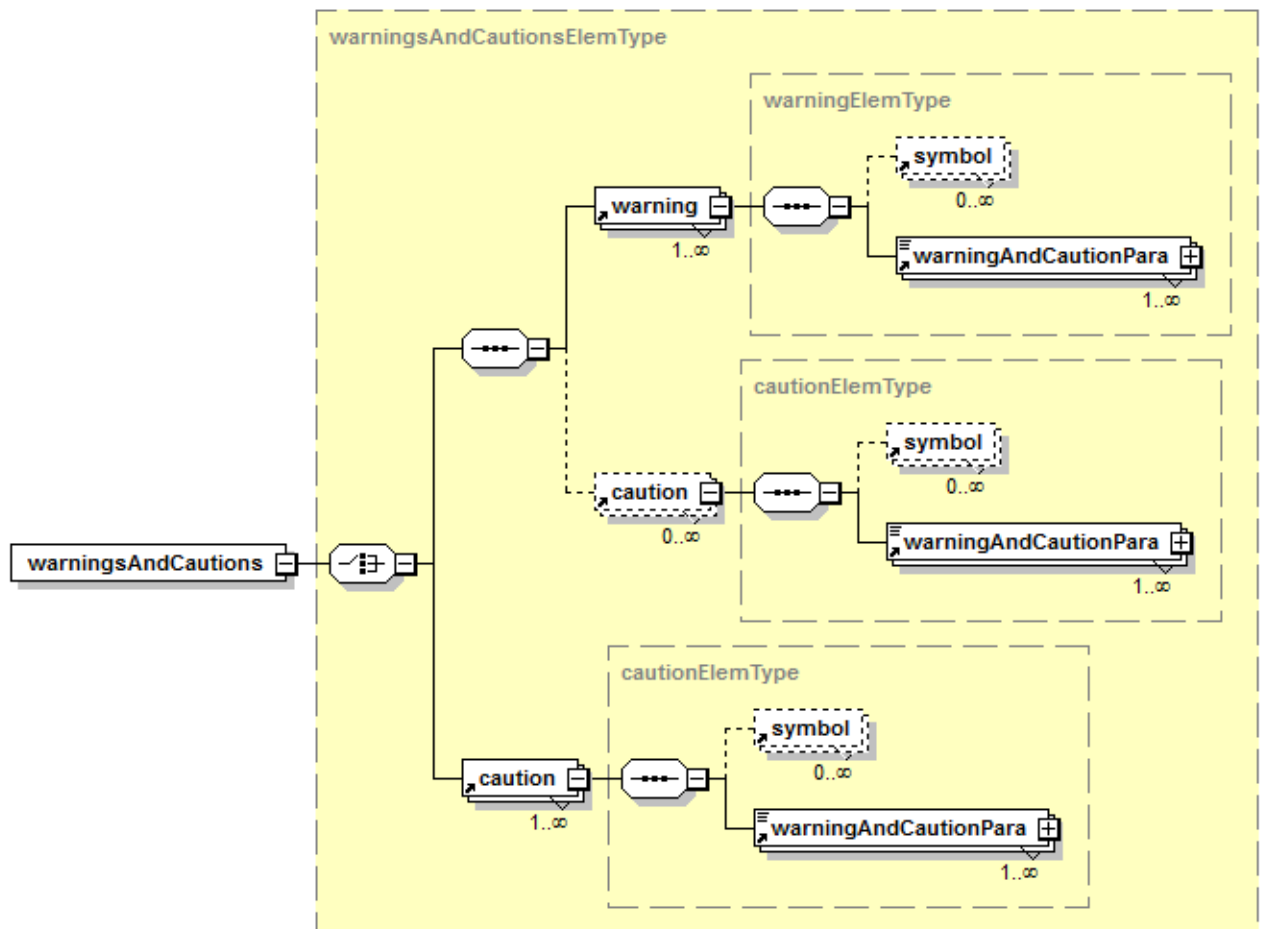 warningsAndCautionsElemType
warningElemType
symbol
0..∞
warning
1..∞
warningAndCautionPara
1..∞
cautionElemType
symbol
0..∞
caution
0..∞
warningAndCautionPara
1..∞
warningsAndCautions
cautionElemType
symbol
0..∞
caution
1..∞
warningAndCautionPara
1..∞